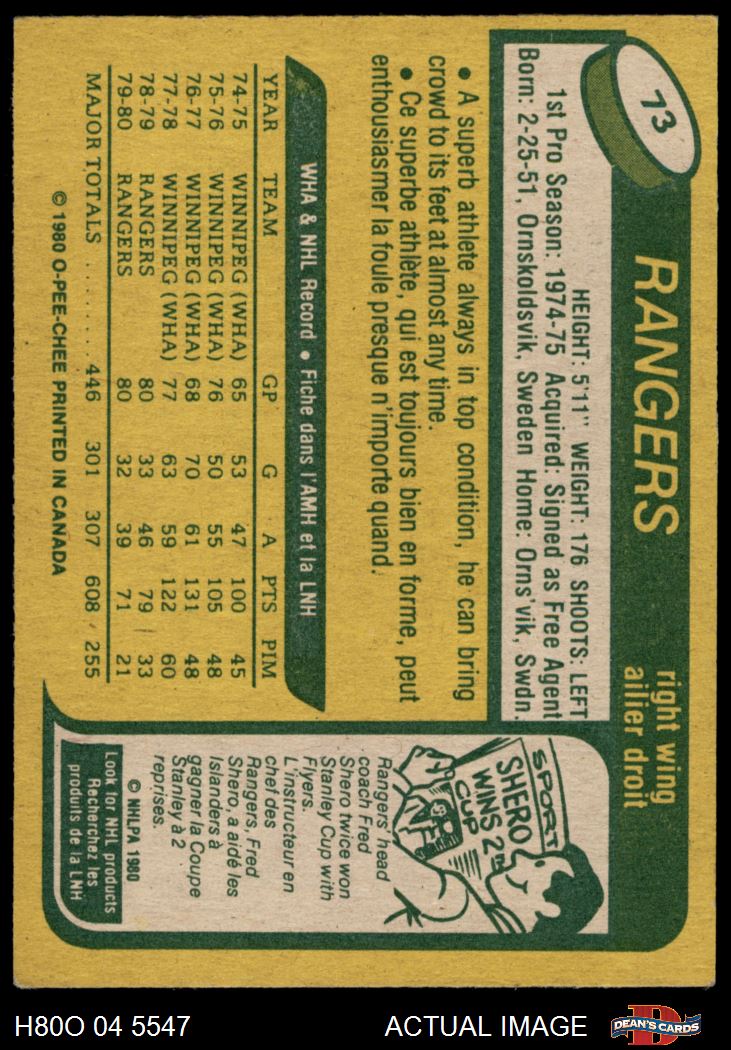 73
RANGERS
right wing
ailier droit
HEIGHT: 5'11" WEIGHT: 176 SHOOTS: LEFT
1st Pro Season: 1974-75 Acquired: Signed as Free Agent
Born: 2-25-51, Ornskoldsvik, Sweden Home: Orns'vik, Swdn.
• A superb athlete always in top condition, he can bring
crowd to its feet at almost any time.
• Ce superbe athlète, qui est toujours bien en forme, peut
enthousiasmer la foule presque n'importe quand.
WHA & NHL Record • Fiche dans l'AMH et la LNH
YEAR TEAM GP G A PTS PIM
74-75 WINNIPEG (WHA) 65 53 47 100 45
75-76 WINNIPEG (WHA) 76 50 55 105 48
76-77 WINNIPEG (WHA) 68 70 61 131 48
77-78 WINNIPEG (WHA) 77 63 59 122 60
78-79 RANGERS 80 33 46 79 33
79-80 RANGERS 80 32 39 71 21
MAJOR TOTALS ......... 446 301 307 608 255
© 1980 O-PEE-CHEE PRINTED IN CANADA
SPORT
SHERO
WINS 2ND
CUP
Rangers' head
coach Fred
Shero twice won
Stanley Cup with
Flyers.
L'instructeur en
chef des
Rangers, Fred
Shero, a aidé les
Islanders à
gagner la Coupe
Stanley à 2
reprises.
© NHLPA 1980
Look for NHL products
Recherchez les
produits de la LNH
H80O 04 5547
ACTUAL IMAGE
D
DEAN'S CARDS